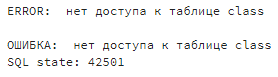 ERROR:  нет доступа к таблице class
ОШИБКА:  нет доступа к таблице class
SQL state: 42501